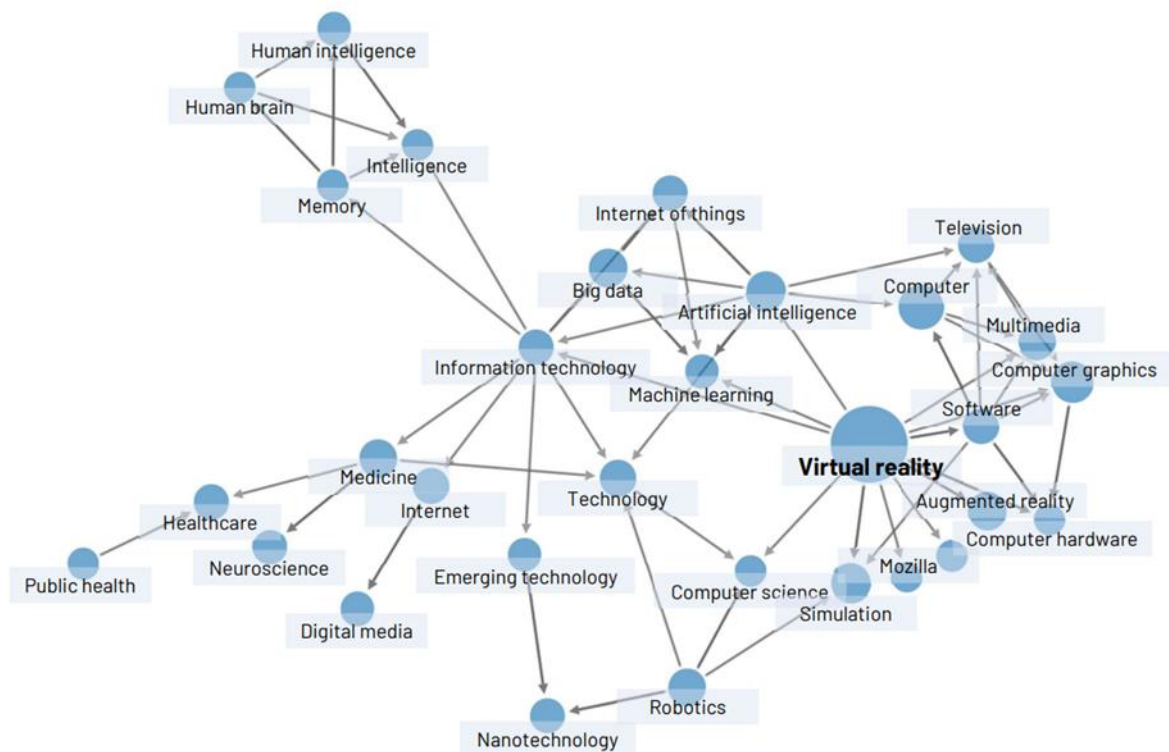 Human intelligence
Human brain
Intelligence
Memory
Internet of things
Television
Big data
Computer
Artificial intelligence
Multimedia
Information technology
Machine learning
Computer graphics
Software
Virtual reality
Medicine
Internet
Technology
Augmented reality
Healthcare
Computer hardware
Neuroscience
Public health
Emerging technology
Mozilla
Computer science
Simulation
Digital media
Robotics
Nanotechnology